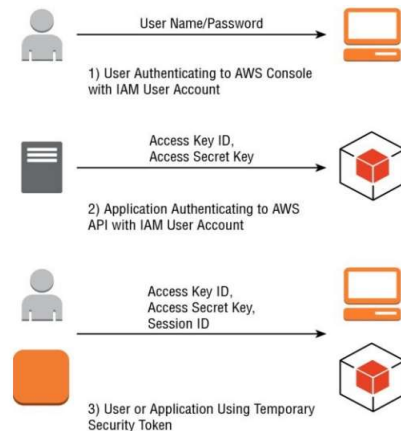 User Name/Password
1) User Authenticating to AWS Console
with IAM User Account
Access Key ID,
Access Secret Key
2) Application Authenticating to AWS
API with IAM User Account
Access Key ID,
Access Secret Key,
Session ID
3) User or Application Using Temporary
Security Token